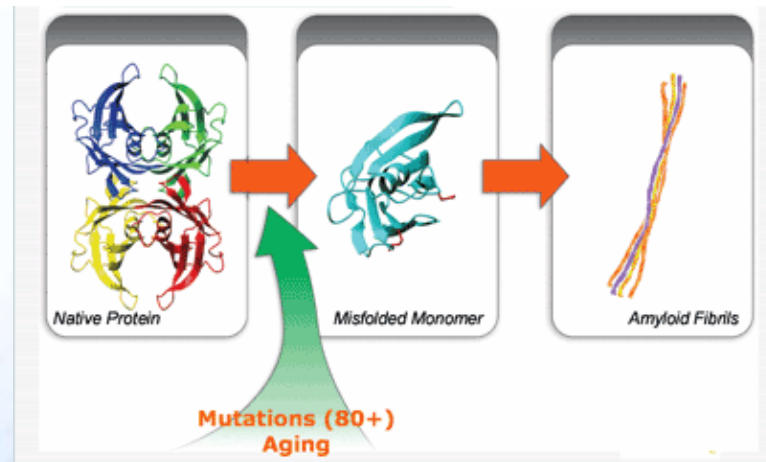 Native Protein
Misfolded Monomer
Amyloid Fibrils
Mutations (80+)
Aging